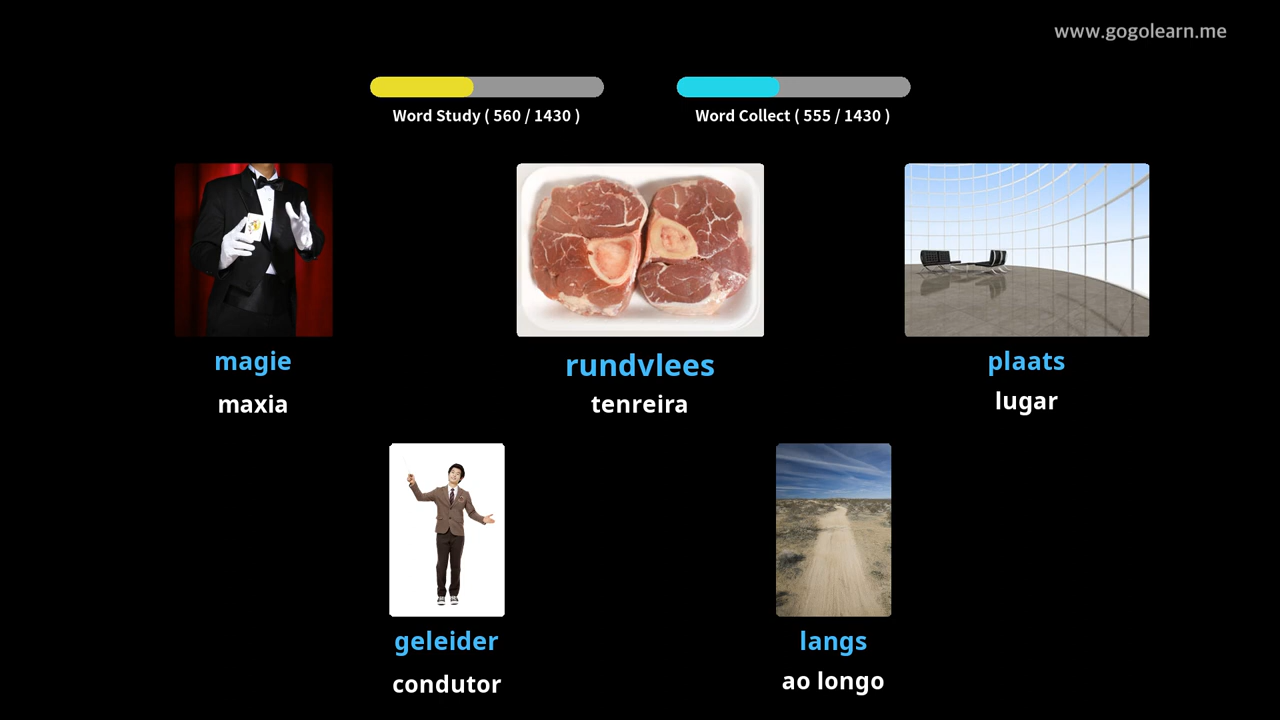 www.gogolearn.me
Word Study ( 560 / 1430 )
Word Collect ( 555 / 1430 )
magie
maxia
rundvlees
tenreira
plaats
lugar
geleider
condutor
langs
ao longo